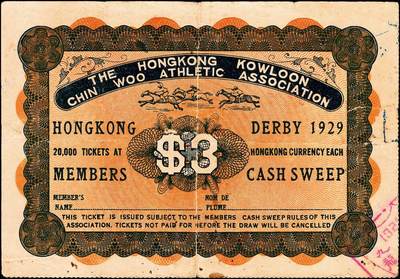 THE HONGKONG KOWLOON
CHIN WOO ATHLETIC ASSOCIATION
HONGKONG DERBY 1929
20,000 TICKETS AT $3 HONGKONG CURRENCY EACH
MEMBERS CASH SWEEP
MEMBER'S NOM DE
NAME PLUME
THIS TICKET IS ISSUED SUBJECT TO THE MEMBERS CASH SWEEP RULES OF THIS
ASSOCIATION. TICKETS NOT PAID FOR HEFORE THE DRAW WILL BE CANCELLED